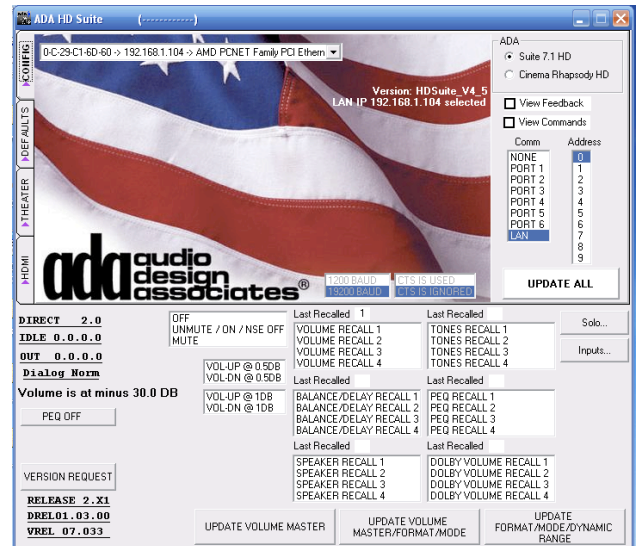 ADA HD Suite (------------)
CONFIG
DEFAULTS
THEATER
HDMI
0-C-29-C1-6D-60 -> 192.168.1.104 -> AMD PCNET Family PCI Ethern
Version: HDSuite_V4_5
LAN IP 192.168.1.104 selected
ada audio design associates®
1200 BAUD
19200 BAUD
CTS IS USED
CTS IS IGNORED
ADA
Suite 7.1 HD
Cinema Rhapsody HD
View Feedback
View Commands
Comm
NONE
PORT 1
PORT 2
PORT 3
PORT 4
PORT 5
PORT 6
LAN
Address
0
1
2
3
4
5
6
7
8
9
UPDATE ALL
DIRECT 2.0
IDLE 0.0.0.0
OUT 0.0.0.0
Dialog Norm
Volume is at minus 30.0 DB
PEQ OFF
VERSION REQUEST
RELEASE 2.X1
DREL01.03.00
VREL 07.033
OFF
UNMUTE / ON / NSE OFF
MUTE
VOL-UP @ 0.5DB
VOL-DN @ 0.5DB
VOL-UP @ 1DB
VOL-DN @ 1DB
Last Recalled 1
VOLUME RECALL 1
VOLUME RECALL 2
VOLUME RECALL 3
VOLUME RECALL 4
Last Recalled
TONES RECALL 1
TONES RECALL 2
TONES RECALL 3
TONES RECALL 4
Last Recalled
BALANCE/DELAY RECALL 1
BALANCE/DELAY RECALL 2
BALANCE/DELAY RECALL 3
BALANCE/DELAY RECALL 4
Last Recalled
PEQ RECALL 1
PEQ RECALL 2
PEQ RECALL 3
PEQ RECALL 4
Last Recalled
SPEAKER RECALL 1
SPEAKER RECALL 2
SPEAKER RECALL 3
SPEAKER RECALL 4
Last Recalled
DOLBY VOLUME RECALL 1
DOLBY VOLUME RECALL 2
DOLBY VOLUME RECALL 3
DOLBY VOLUME RECALL 4
Solo...
Inputs...
UPDATE VOLUME MASTER
UPDATE VOLUME
MASTER/FORMAT/MODE
UPDATE
FORMAT/MODE/DYNAMIC
RANGE